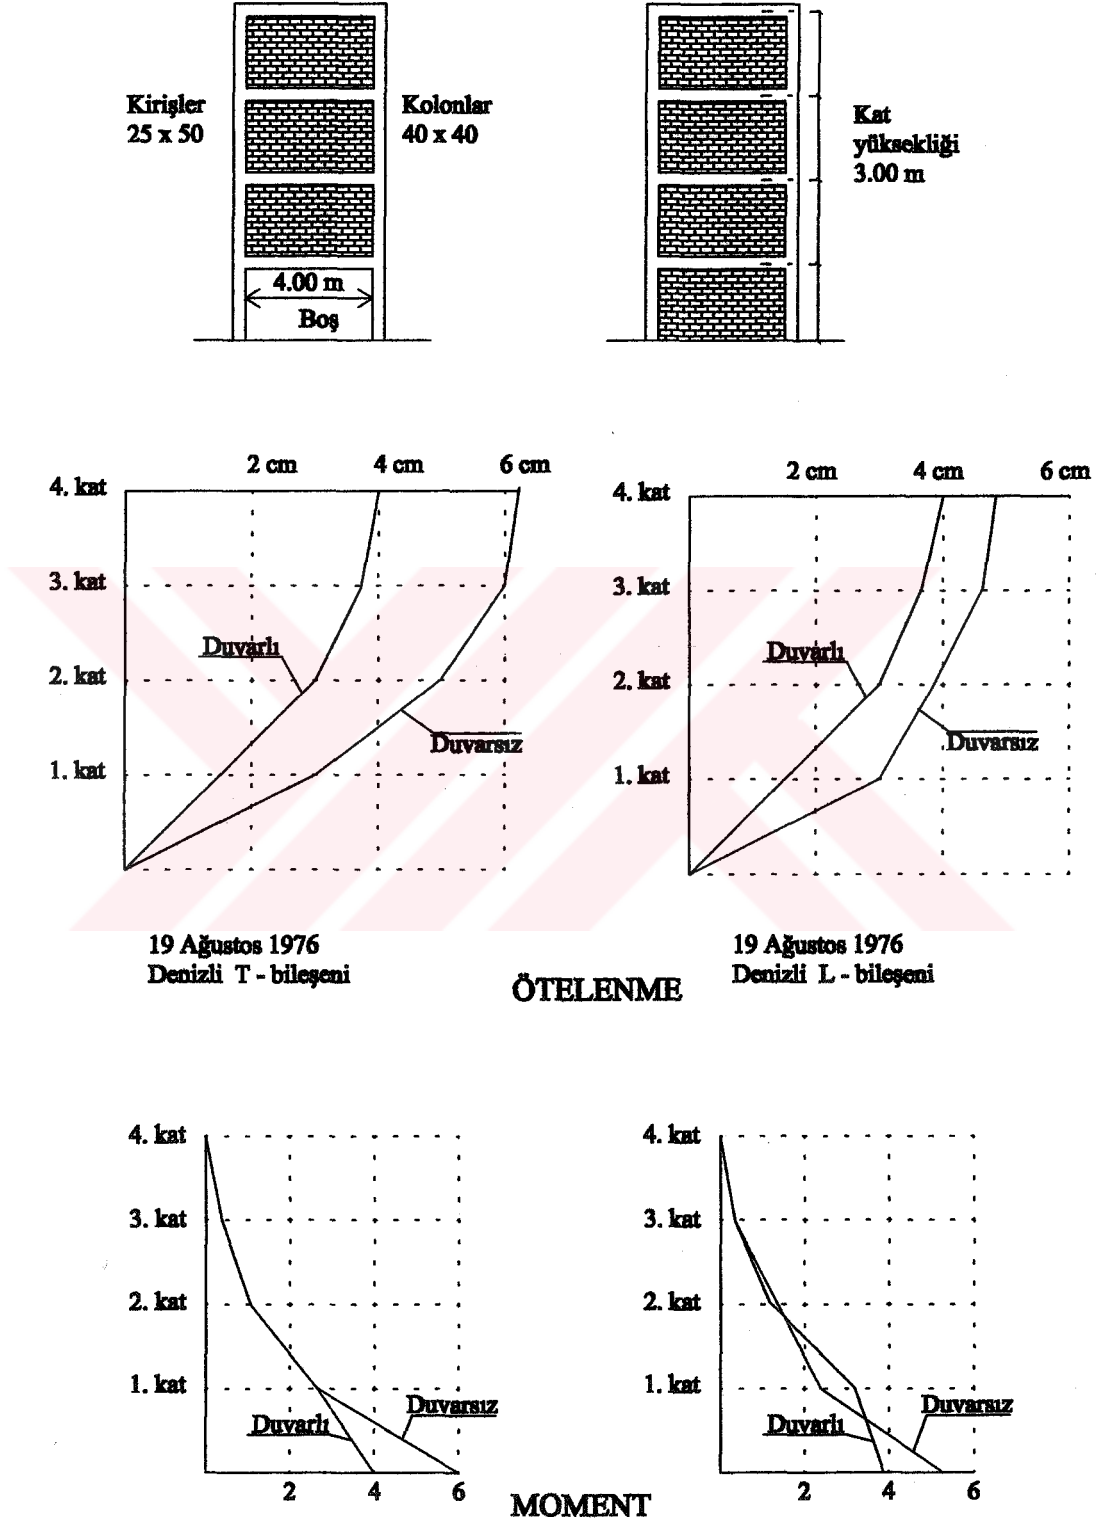 Kirişler
25 x 50
Kolonlar
40 x 40
Kat
yüksekliği
3.00 m
4.00 m
Boş
2 cm
4 cm
6 cm
4. kat
3. kat
2. kat
1. kat
Duvarlı
Duvarsız
2 cm
4 cm
6 cm
4. kat
3. kat
2. kat
1. kat
Duvarlı
Duvarsız
19 Ağustos 1976
Denizli T - bileşeni
19 Ağustos 1976
Denizli L - bileşeni
ÖTELENME
4. kat
3. kat
2. kat
1. kat
Duvarlı
Duvarsız
2
4
6
4. kat
3. kat
2. kat
1. kat
Duvarlı
Duvarsız
2
4
6
MOMENT